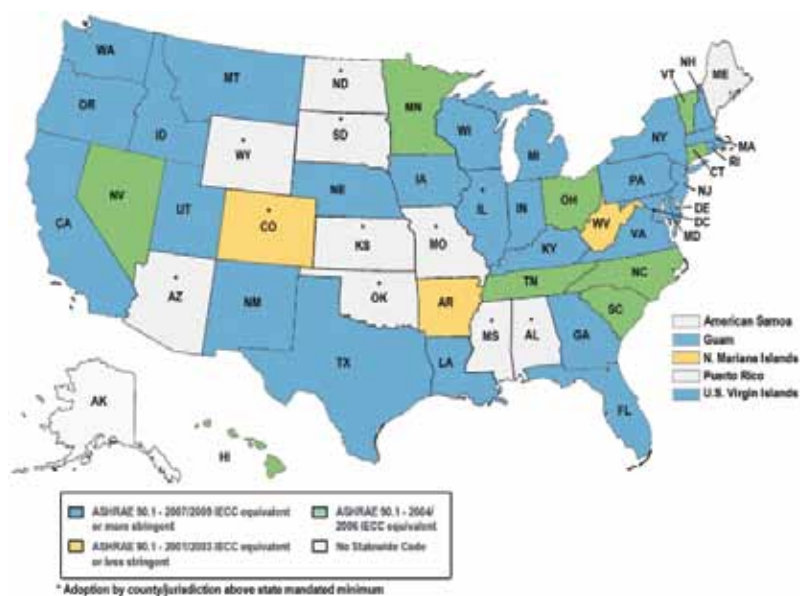 WA
OR
CA
NV
ID
MT
WY
UT
CO
AZ
NM
*
ND
*
SD
NE
*
KS
*
OK
TX
MN
IA
*
MO
AR
LA
WI
*
IL
MI
IN
OH
KY
TN
*
MS
*
AL
GA
FL
SC
NC
VA
WV
PA
NY
VT
NH
ME
MA
RI
CT
NJ
DE
DC
MD
AK
HI
American Samoa
Guam
N. Mariana Islands
Puerto Rico
U.S. Virgin Islands
ASHRAE 90.1 - 2007/2009 IECC equivalent
or more stringent
ASHRAE 90.1 - 2001/2003 IECC equivalent
or less stringent
ASHRAE 90.1 - 2004/
2006 IECC equivalent
No Statewide Code
* Adoption by county/jurisdiction above state mandated minimum